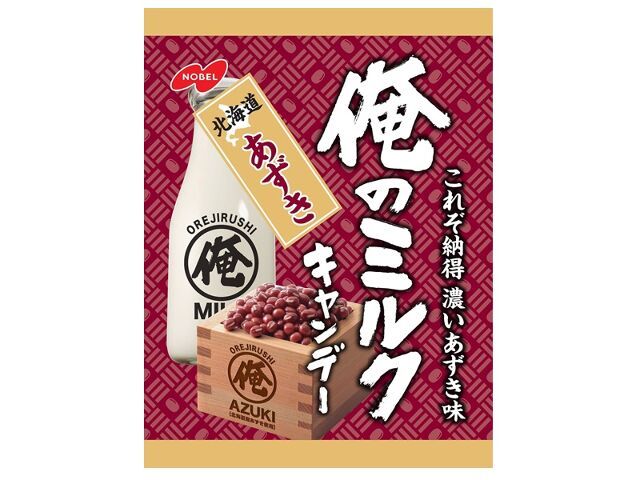 NOBEL
北海道
あずき
俺のミルク
キャンデー
これぞ納得 濃いあずき味
OREJIRUSHI
俺
MIL
OREJIRUSHI
俺
AZUKI